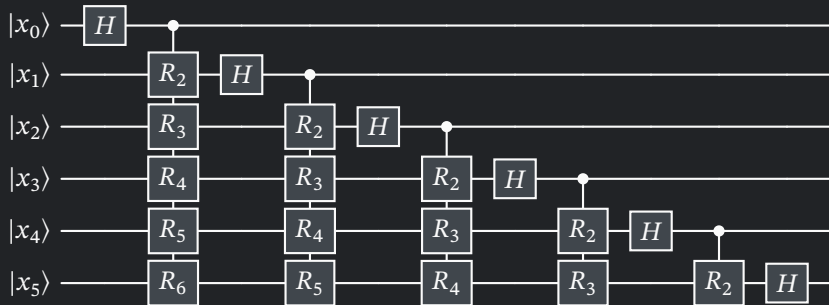 |x₀⟩ H
|x₁⟩ R₂ H
|x₂⟩ R₃ R₂ H
|x₃⟩ R₄ R₃ R₂ H
|x₄⟩ R₅ R₄ R₃ R₂ H
|x₅⟩ R₆ R₅ R₄ R₃ R₂ H